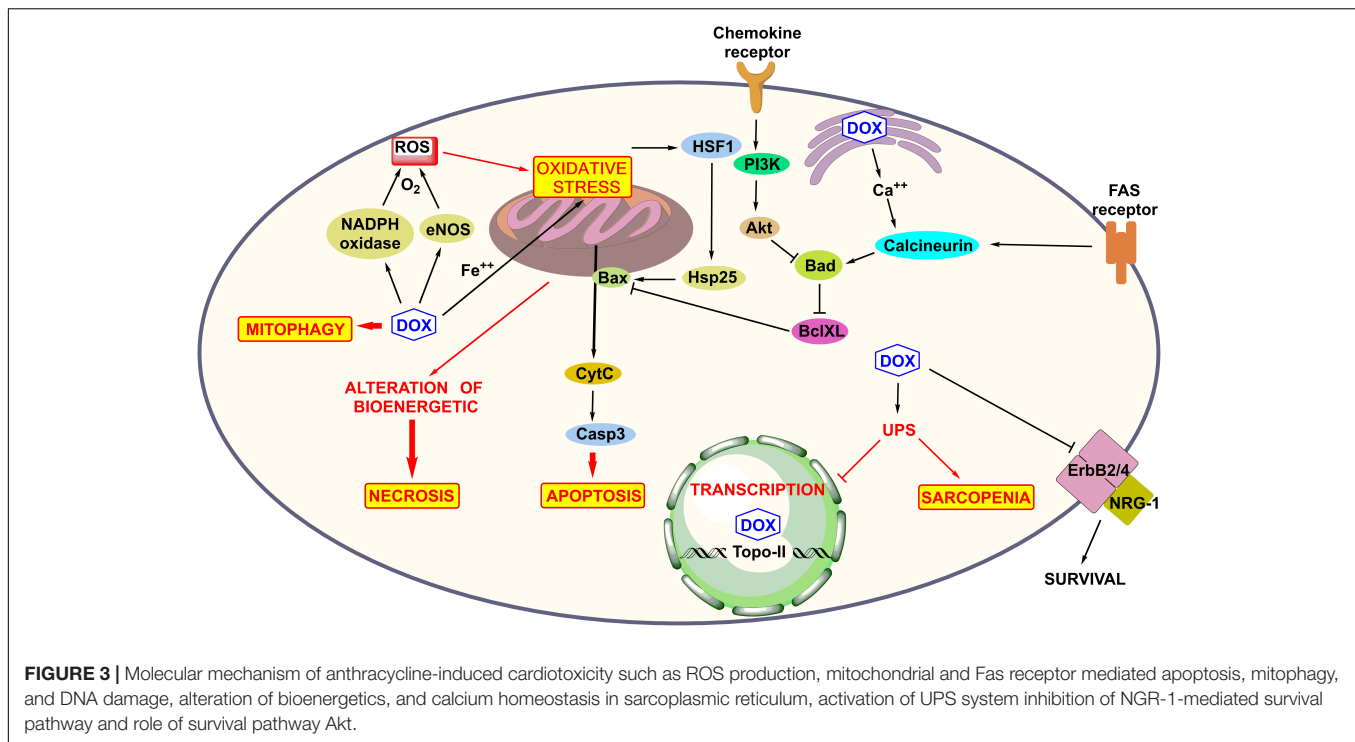 Chemokine
receptor
DOX
ROS
HSF1
OXIDATIVE
STRESS
PI3K
O₂
Ca⁺⁺
FAS
receptor
NADPH
oxidase
eNOS
Akt
Calcineurin
Fe⁺⁺
Bad
Bax
Hsp25
MITOPHAGY
DOX
BclXL
DOX
CytC
ALTERATION OF
BIOENERGETIC
Casp3
UPS
ErbB2/4
NECROSIS
APOPTOSIS
TRANSCRIPTION
SARCOPENIA
NRG-1
DOX
Topo-II
SURVIVAL
FIGURE 3 | Molecular mechanism of anthracycline-induced cardiotoxicity such as ROS production, mitochondrial and Fas receptor mediated apoptosis, mitophagy,
and DNA damage, alteration of bioenergetics, and calcium homeostasis in sarcoplasmic reticulum, activation of UPS system inhibition of NGR-1-mediated survival
pathway and role of survival pathway Akt.